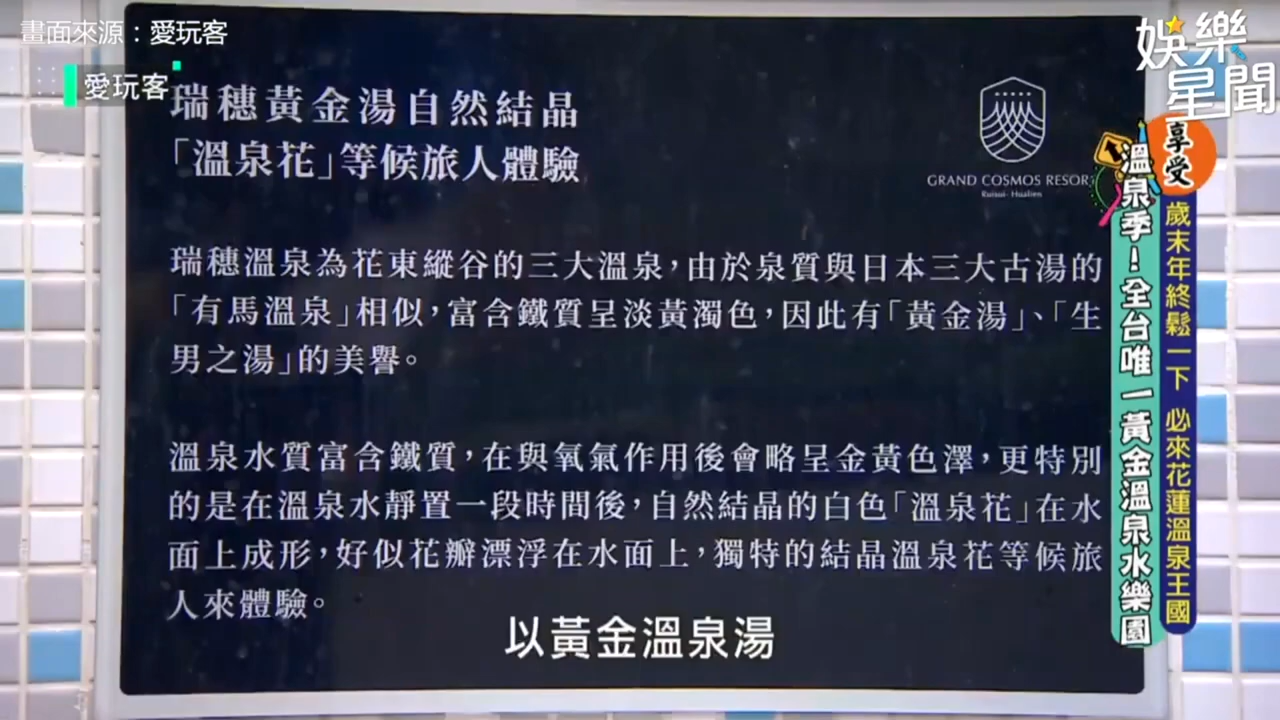 畫面來源：愛玩客
愛玩客
娛樂
星聞
瑞穗黃金湯自然結晶
「溫泉花」等候旅人體驗
GRAND COSMOS RESORT
Ruisui· Hualien
瑞穗溫泉為花東縱谷的三大溫泉，由於泉質與日本三大古湯的
「有馬溫泉」相似，富含鐵質呈淡黃濁色，因此有「黃金湯」、「生
男之湯」的美譽。
溫泉水質富含鐵質，在與氧氣作用後會略呈金黃色澤，更特別
的是在溫泉水靜置一段時間後，自然結晶的白色「溫泉花」在水
面上成形，好似花瓣漂浮在水面上，獨特的結晶溫泉花等候旅
人來體驗。
享受
歲末年終鬆一下 必來花蓮溫泉王國
溫泉季！全台唯一黃金溫泉水樂園
以黃金溫泉湯